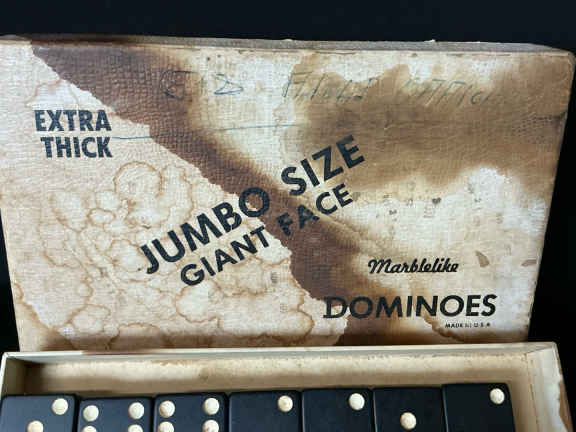 EXTRA
THICK
JUMBO SIZE
GIANT FACE
Marblelike
DOMINOES
MADE IN U.S.A